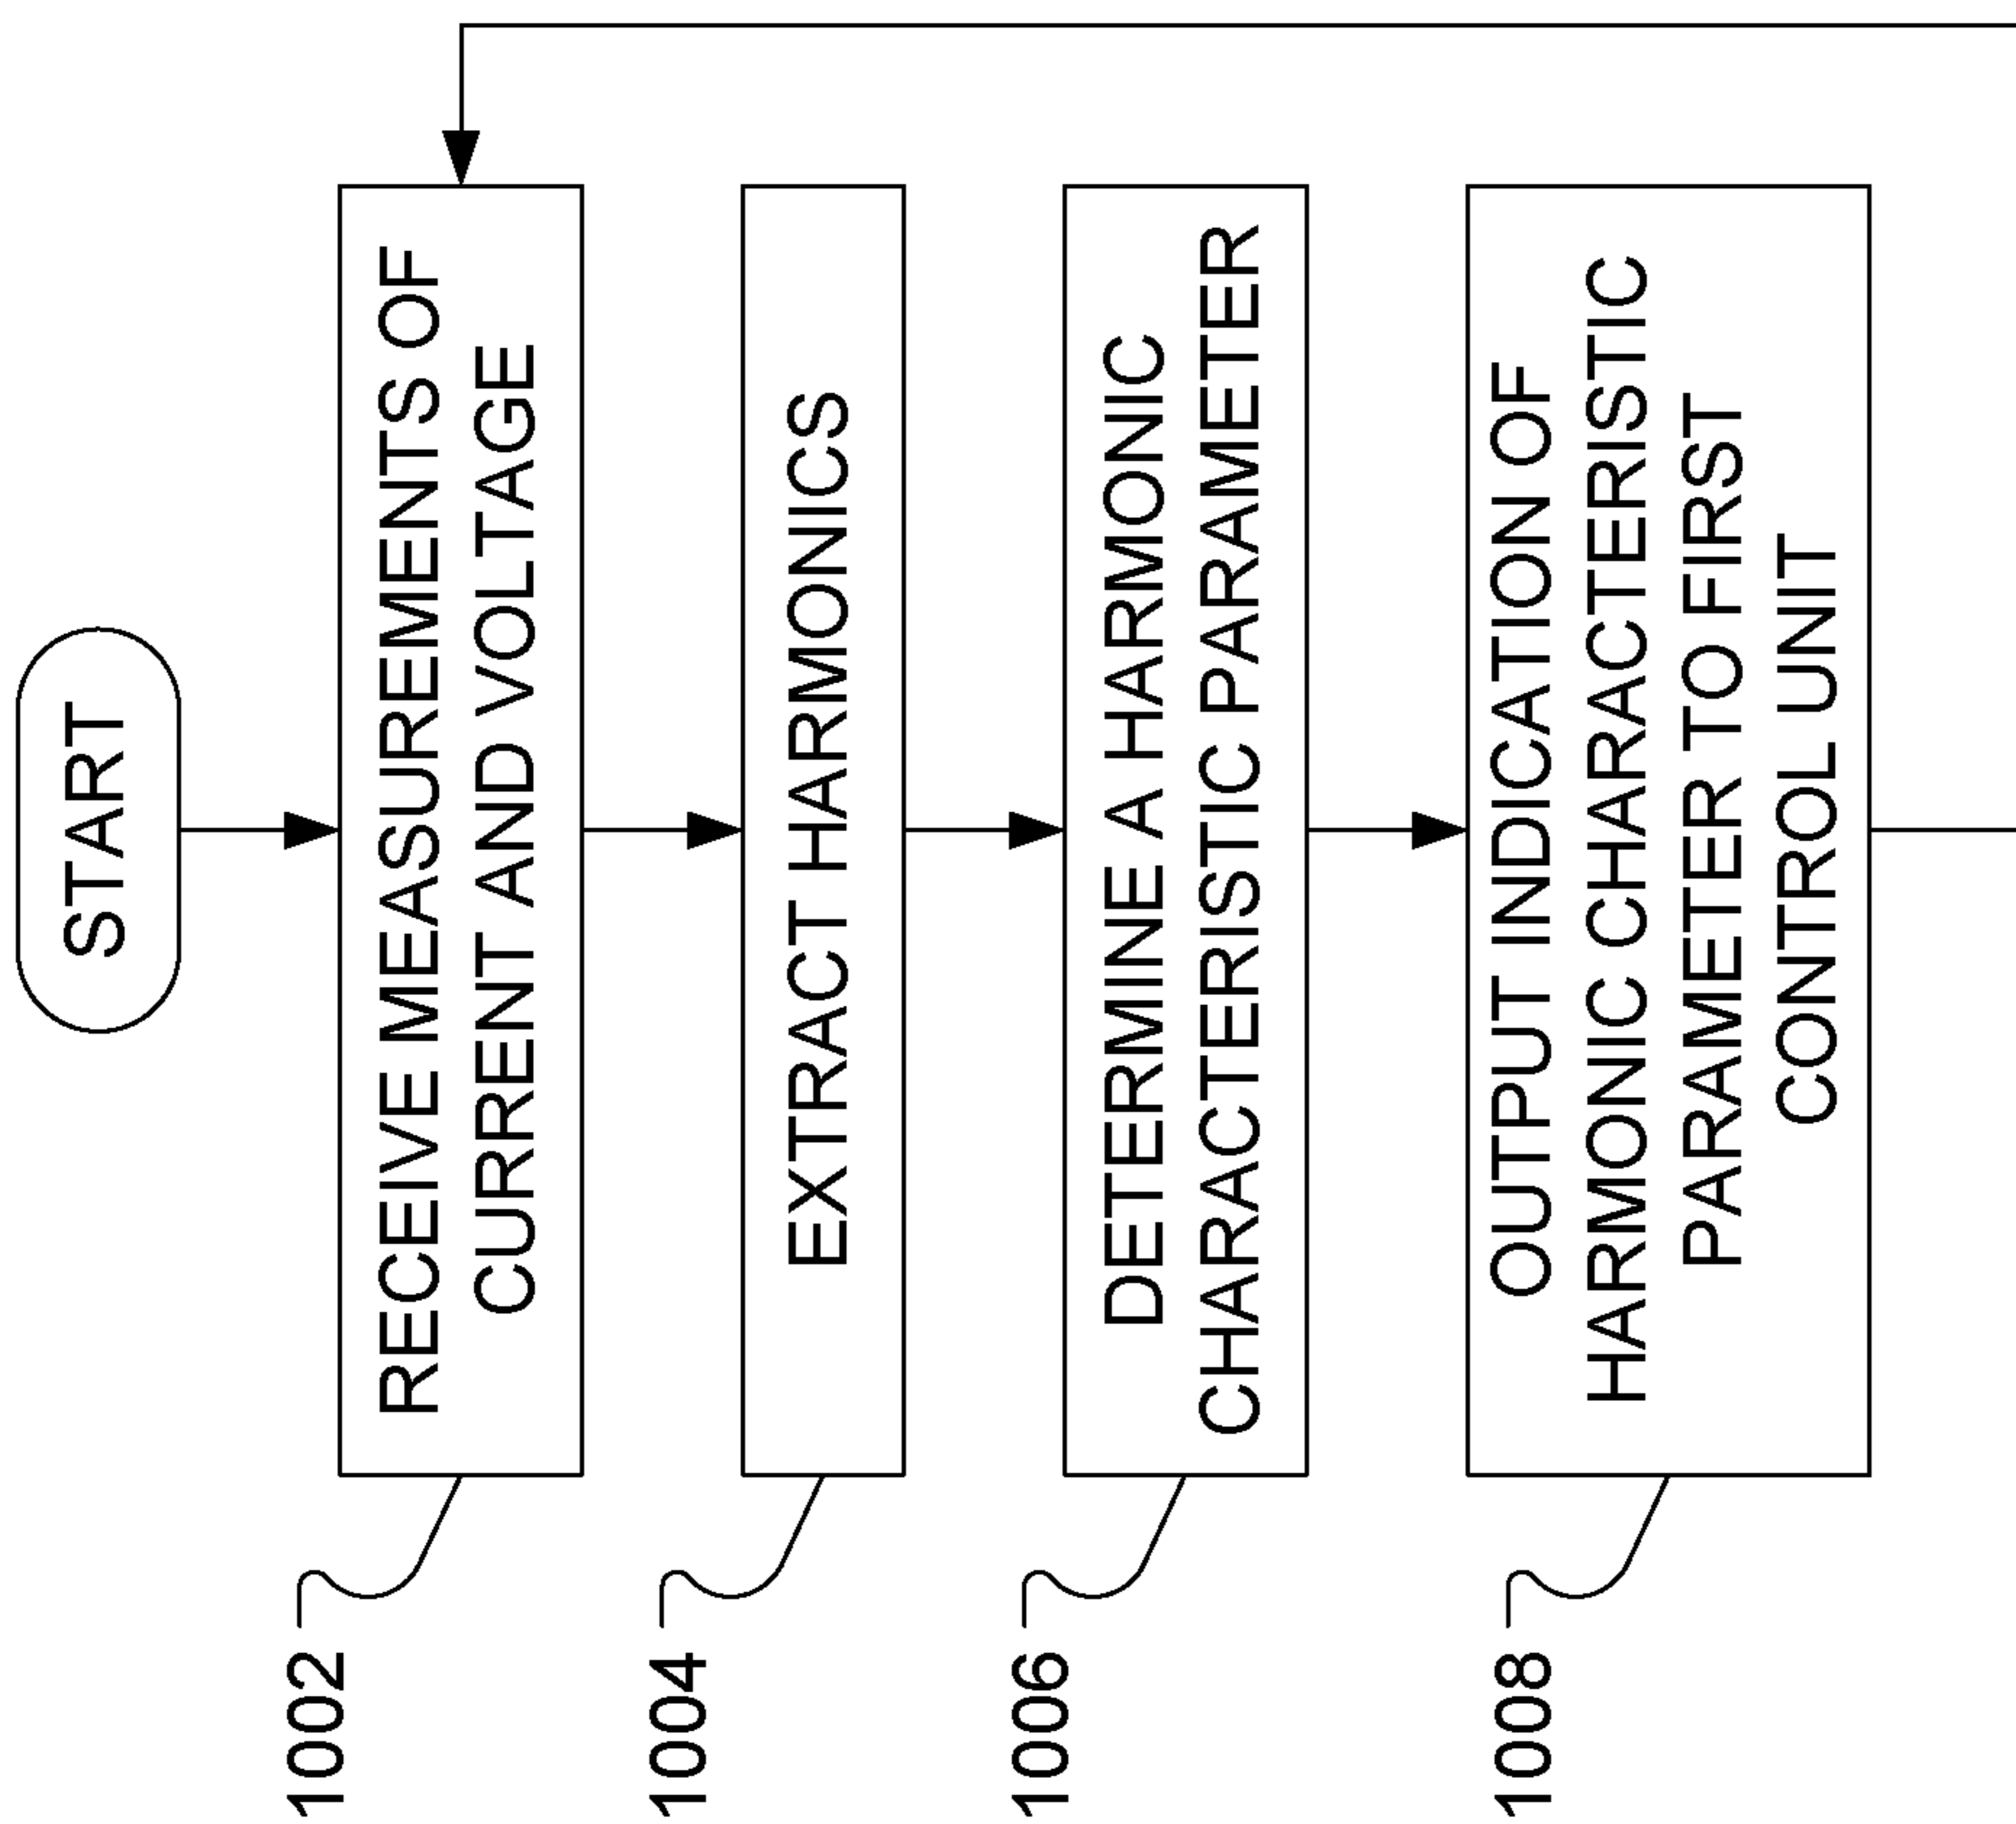 START
1002
RECEIVE MEASUREMENTS OF
CURRENT AND VOLTAGE
1004
EXTRACT HARMONICS
1006
DETERMINE A HARMONIC
CHARACTERISTIC PARAMETER
1008
OUTPUT INDICATION OF
HARMONIC CHARACTERISTIC
PARAMETER TO FIRST
CONTROL UNIT